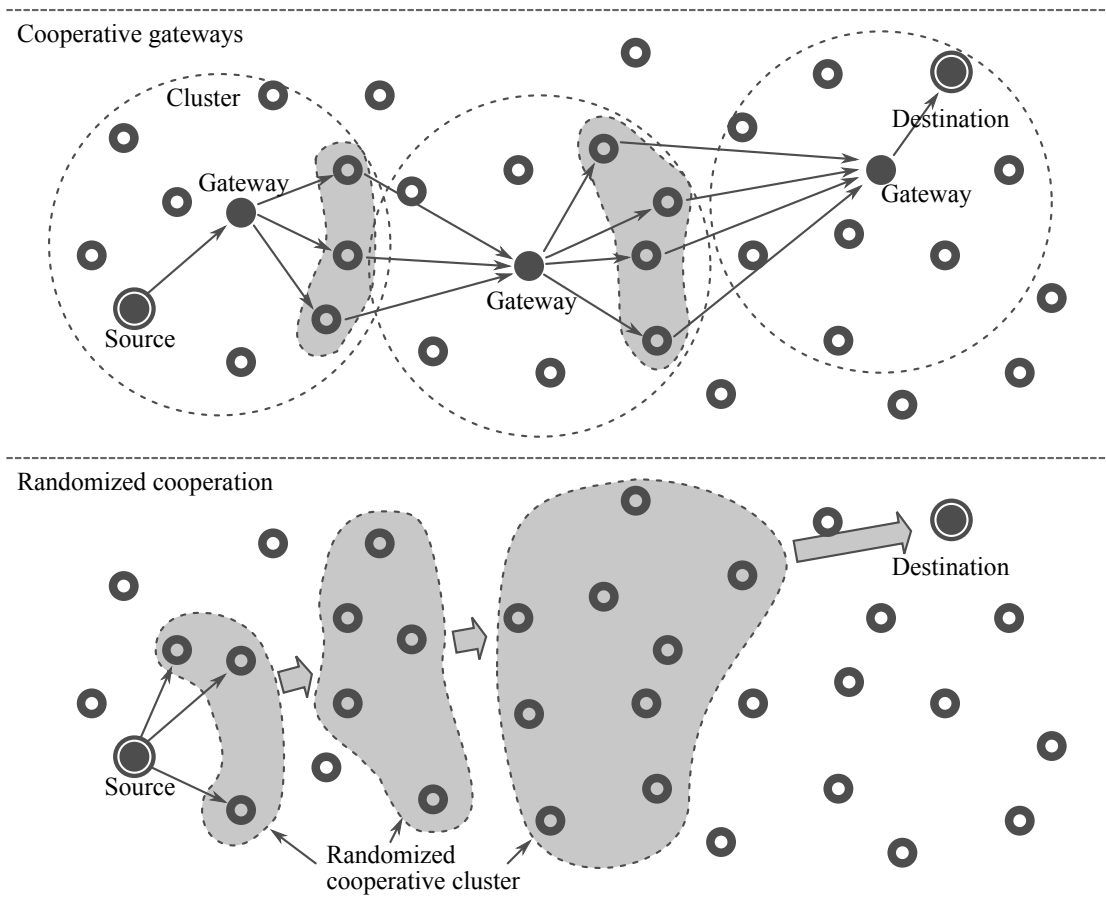 Cooperative gateways
Cluster
Destination
Gateway
Gateway
Gateway
Source
Randomized cooperation
Destination
Source
Randomized
cooperative cluster